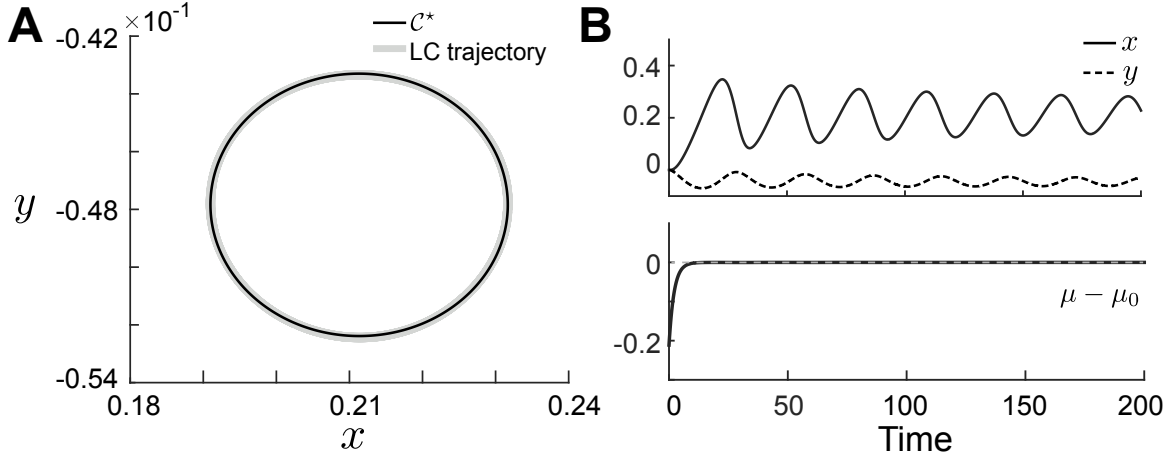 A
×10⁻¹
-0.42
-0.48
-0.54
y
C⋆
LC trajectory
0.18
0.21
0.24
x
B
x
y
0.4
0.2
0
0
-0.2
μ − μ₀
0
50
100
150
200
Time